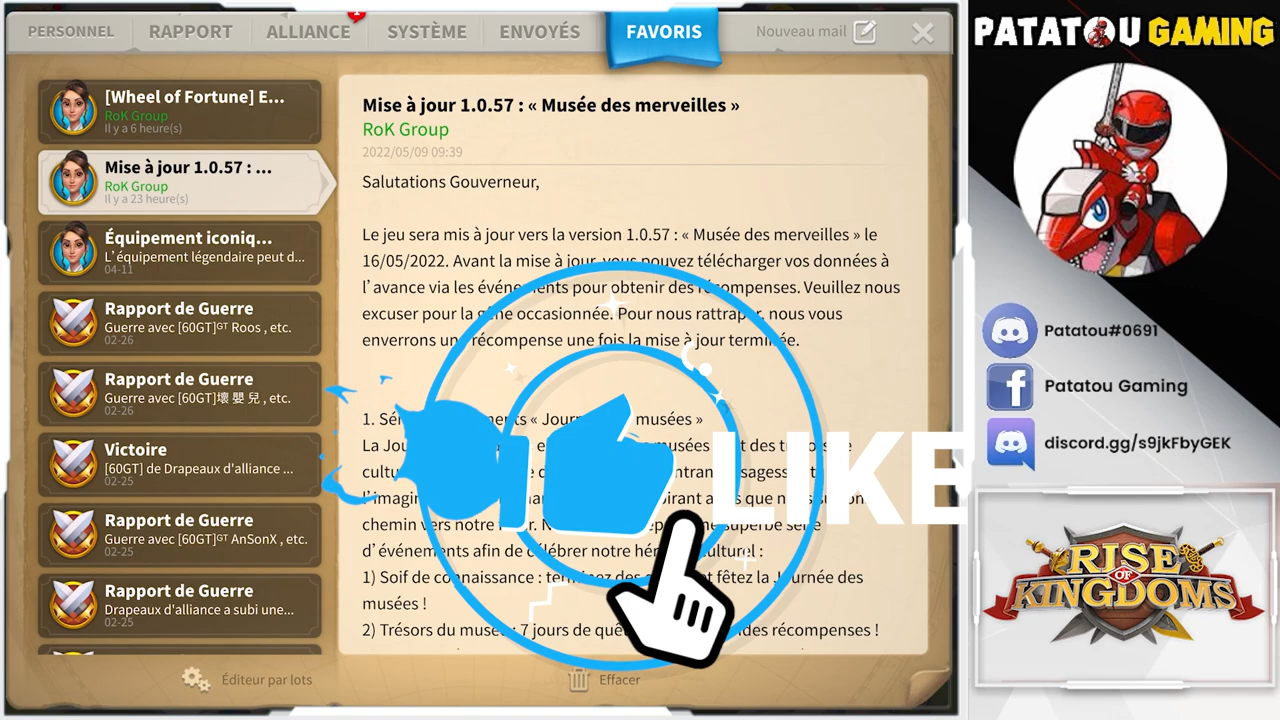 PERSONNEL
RAPPORT
ALLIANCE
1
SYSTÈME
ENVOYÉS
FAVORIS
Nouveau mail
[Wheel of Fortune] E...
RoK Group
Il y a 6 heure(s)
Mise à jour 1.0.57 : ...
RoK Group
Il y a 23 heure(s)
Équipement iconiq...
L'équipement légendaire peut d...
04-11
Rapport de Guerre
Guerre avec [60GT]ᴳᵀ Roos , etc.
02-26
Rapport de Guerre
Guerre avec [60GT]壞 嬰 兒 , etc.
02-26
Victoire
[60GT] de Drapeaux d'alliance ...
02-25
Rapport de Guerre
Guerre avec [60GT]ᴳᵀ AnSonX , etc.
02-25
Rapport de Guerre
Drapeaux d'alliance a subi une...
02-25
Éditeur par lots
Mise à jour 1.0.57 : « Musée des merveilles »
RoK Group
2022/05/09 09:39
Salutations Gouverneur,
Le jeu sera mis à jour vers la version 1.0.57 : « Musée des merveilles » le
16/05/2022. Avant la mise à jour, vous pouvez télécharger vos données à
l'avance via les événements pour obtenir des récompenses. Veuillez nous
excuser pour la gêne occasionnée. Pour nous rattraper, nous vous
enverrons une récompense une fois la mise à jour terminée.
1. musées »
La musées des
chemin vers notre superbe série
d'événements afin de célébrer notre culturel :
1) Soif de connaissance : terminez des et fêtez la Journée des
musées !
2) Trésors du musée : 7 jours de récompenses !
LIKE
Effacer
PATATOU GAMING
Patatou#0691
Patatou Gaming
discord.gg/s9jkFbyGEK
RISE
OF
KINGDOMS